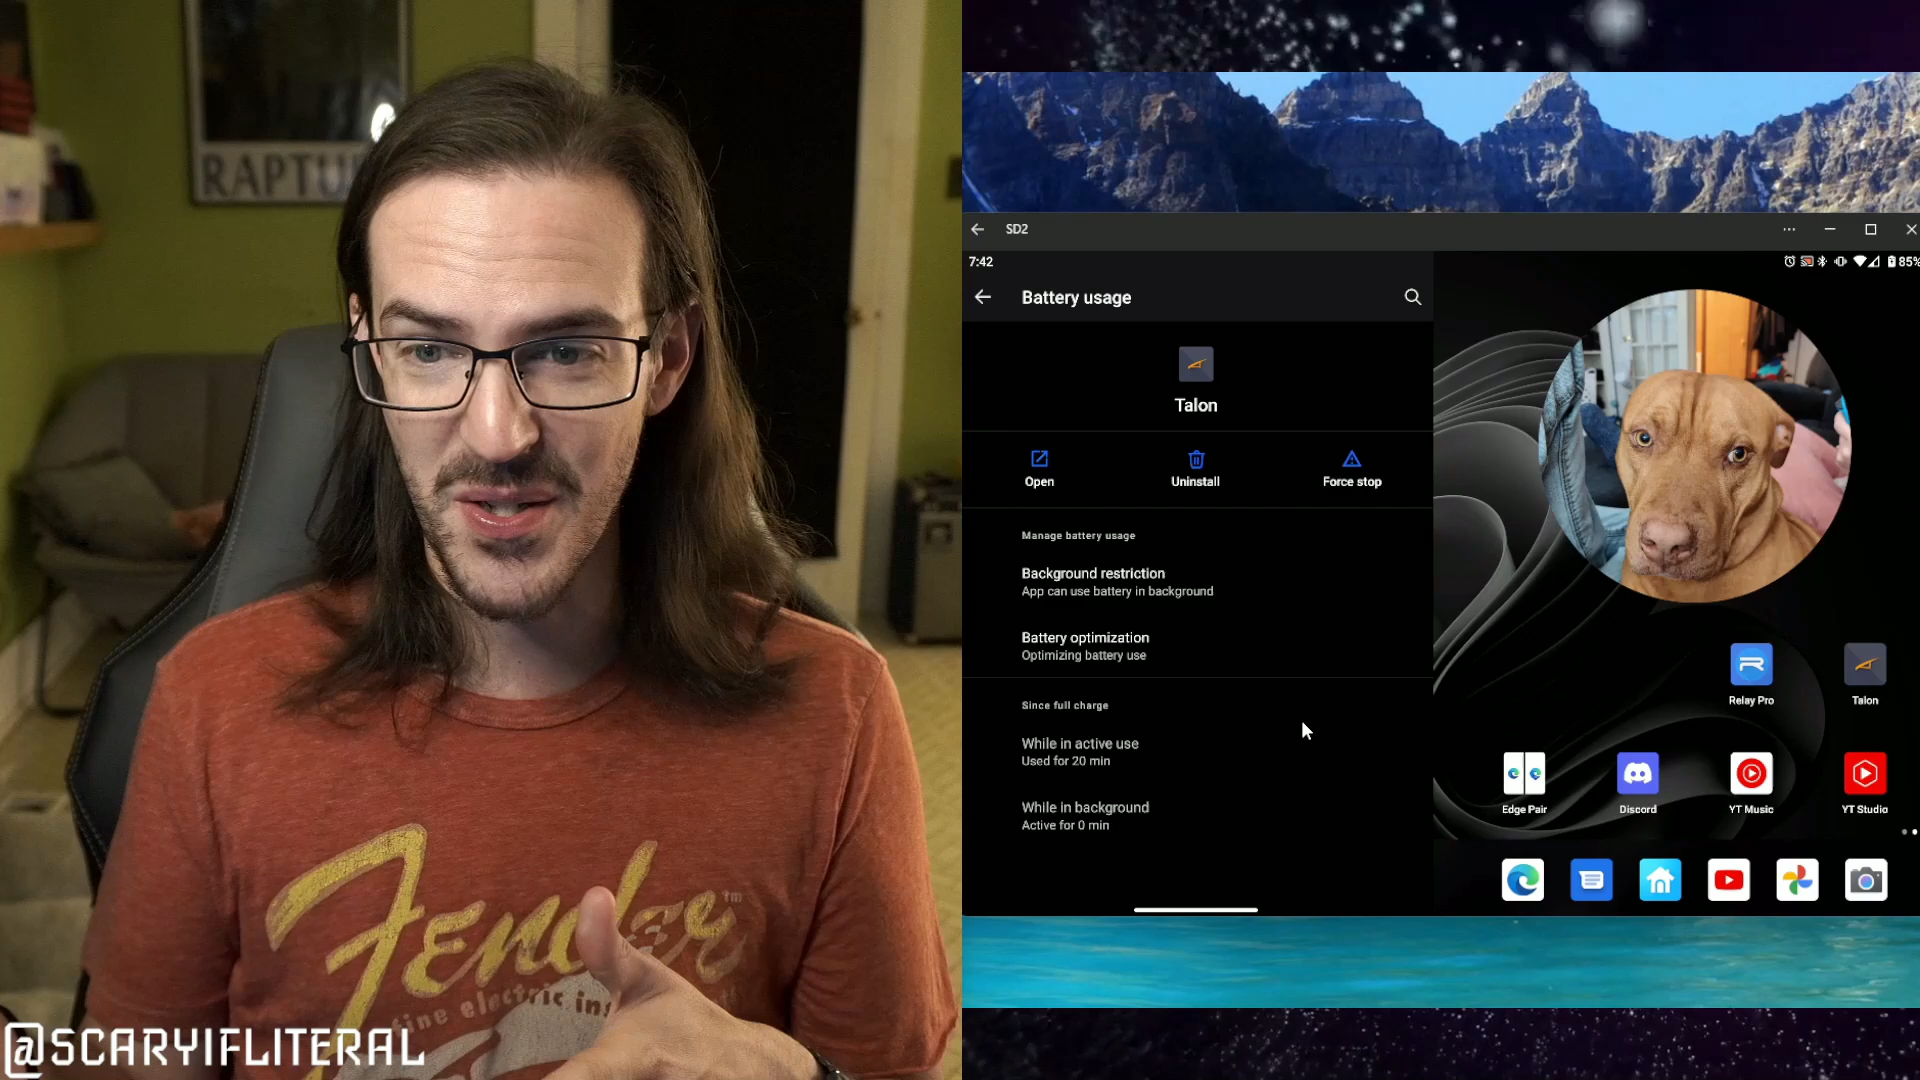 RAPTU
Fender
™
ine electric ins
@SCARYIFLITERAL
SD2
7:42
85%
Battery usage
Talon
Open
Uninstall
Force stop
Manage battery usage
Background restriction
App can use battery in background
Battery optimization
Optimizing battery use
Since full charge
While in active use
Used for 20 min
While in background
Active for 0 min
Relay Pro
Talon
Edge Pair
Discord
YT Music
YT Studio